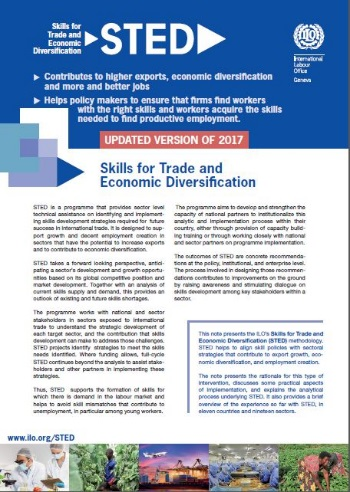 Skills for
Trade and
Economic
Diversification
STED
International
Labour
Office
Geneva
Contributes to higher exports, economic diversification
and more and better jobs
Helps policy makers to ensure that firms find workers
with the right skills and workers acquire the skills
needed to find productive employment.
UPDATED VERSION OF 2017
Skills for Trade and
Economic Diversification
STED is a programme that provides sector level
technical assistance on identifying and implement-
ing skills development strategies required for future
success in international trade. It is designed to sup-
port growth and decent employment creation in
sectors that have the potential to increase exports
and to contribute to economic diversification.
STED takes a forward looking perspective, antici-
pating a sector's development and growth opportu-
nities based on its global competitive position and
market development. Together with an analysis of
current skills supply and demand, this provides an
outlook of existing and future skills shortages.
The programme works with national and sector
stakeholders in sectors exposed to international
trade to understand the strategic development of
each target sector, and the contribution that skills
development can make to address those challenges.
STED projects identify strategies to meet the skills
needs identified. Where funding allows, full-cycle
STED continues beyond the analysis to assist stake-
holders and other partners in implementing these
strategies.
Thus, STED supports the formation of skills for
which there is demand in the labour market and
helps to avoid skill mismatches that contribute to
unemployment, in particular among young workers.
The programme aims to develop and strengthen the
capacity of national partners to institutionalize this
analytic and implementation process within their
country, either through provision of capacity build-
ing training or through working closely with national
and sector partners on programme implementation.
The outcomes of STED are concrete recommenda-
tions at the policy, institutional, and enterprise level.
The process involved in designing those recommen-
dations contributes to improvements on the ground
by raising awareness and stimulating dialogue on
skills development among key stakeholders within a
sector.
This note presents the ILO's Skills for Trade and
Economic Diversification (STED) methodology.
STED helps to align skill policies with sectoral
strategies that contribute to export growth, eco-
nomic diversification, and employment creation.
The note presents the rationale for this type of
intervention, discusses some practical aspects
of implementation, and explains the analytical
process underlying STED. It also provides a brief
overview of the experience so far with STED, in
eleven countries and nineteen sectors.
www.ilo.org/STED